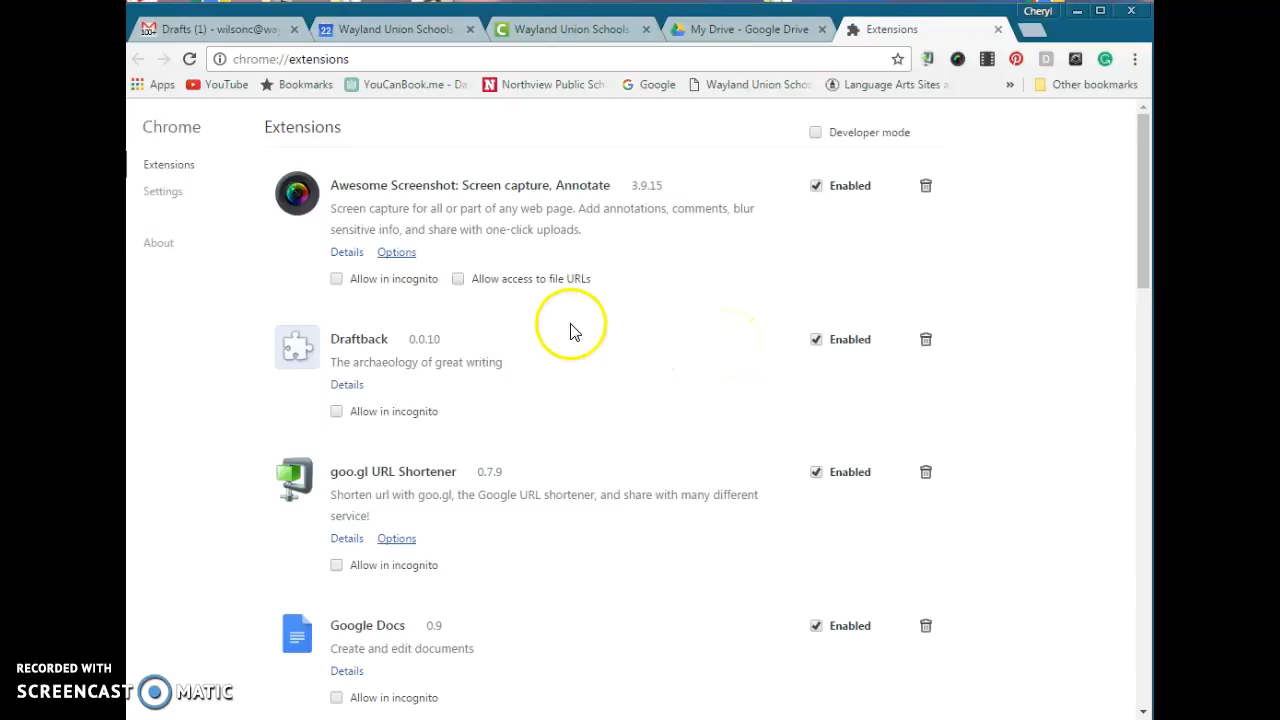 Cheryl
100+
Drafts (1) - wilsonc@wa
22
Wayland Union Schools
Wayland Union Schools
My Drive - Google Drive
Extensions
chrome://extensions
Apps
YouTube
Bookmarks
YouCanBook.me - Da
N
Northview Public Sch
G
Google
Wayland Union Scho
Language Arts Sites a
»
Other bookmarks
Chrome
Extensions
Settings
About
Extensions
Developer mode
Awesome Screenshot: Screen capture, Annotate 3.9.15
Enabled
Screen capture for all or part of any web page. Add annotations, comments, blur
sensitive info, and share with one-click uploads.
Details Options
Allow in incognito Allow access to file URLs
Draftback 0.0.10
Enabled
The archaeology of great writing
Details
Allow in incognito
goo.gl URL Shortener 0.7.9
Enabled
Shorten url with goo.gl, the Google URL shortener, and share with many different
service!
Details Options
Allow in incognito
Google Docs 0.9
Enabled
Create and edit documents
Details
Allow in incognito
RECORDED WITH
SCREENCAST MATIC